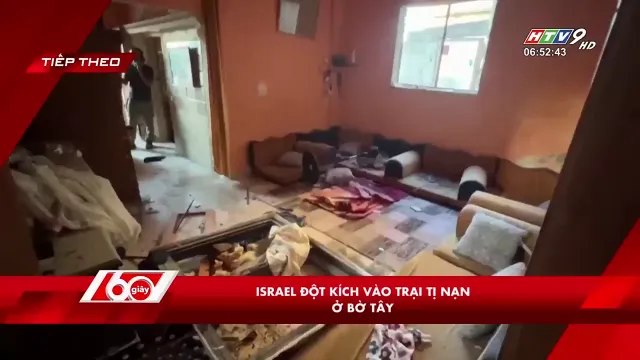 TIẾP THEO
HTV9 HD
06:52:43
60 giây
ISRAEL ĐỘT KÍCH VÀO TRẠI TỊ NẠN
Ở BỜ TÂY